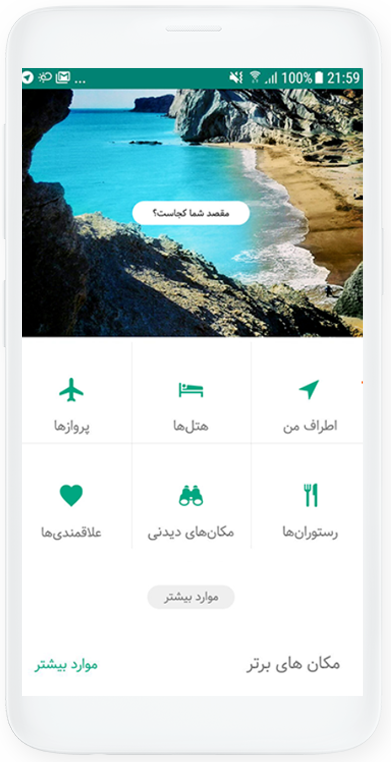 ... 100% 21:59
مقصد شما کجاست؟
اطراف من
هتل‌ها
پروازها
رستوران‌ها
مکان‌های دیدنی
علاقمندی‌ها
موارد بیشتر
مکان های برتر
موارد بیشتر